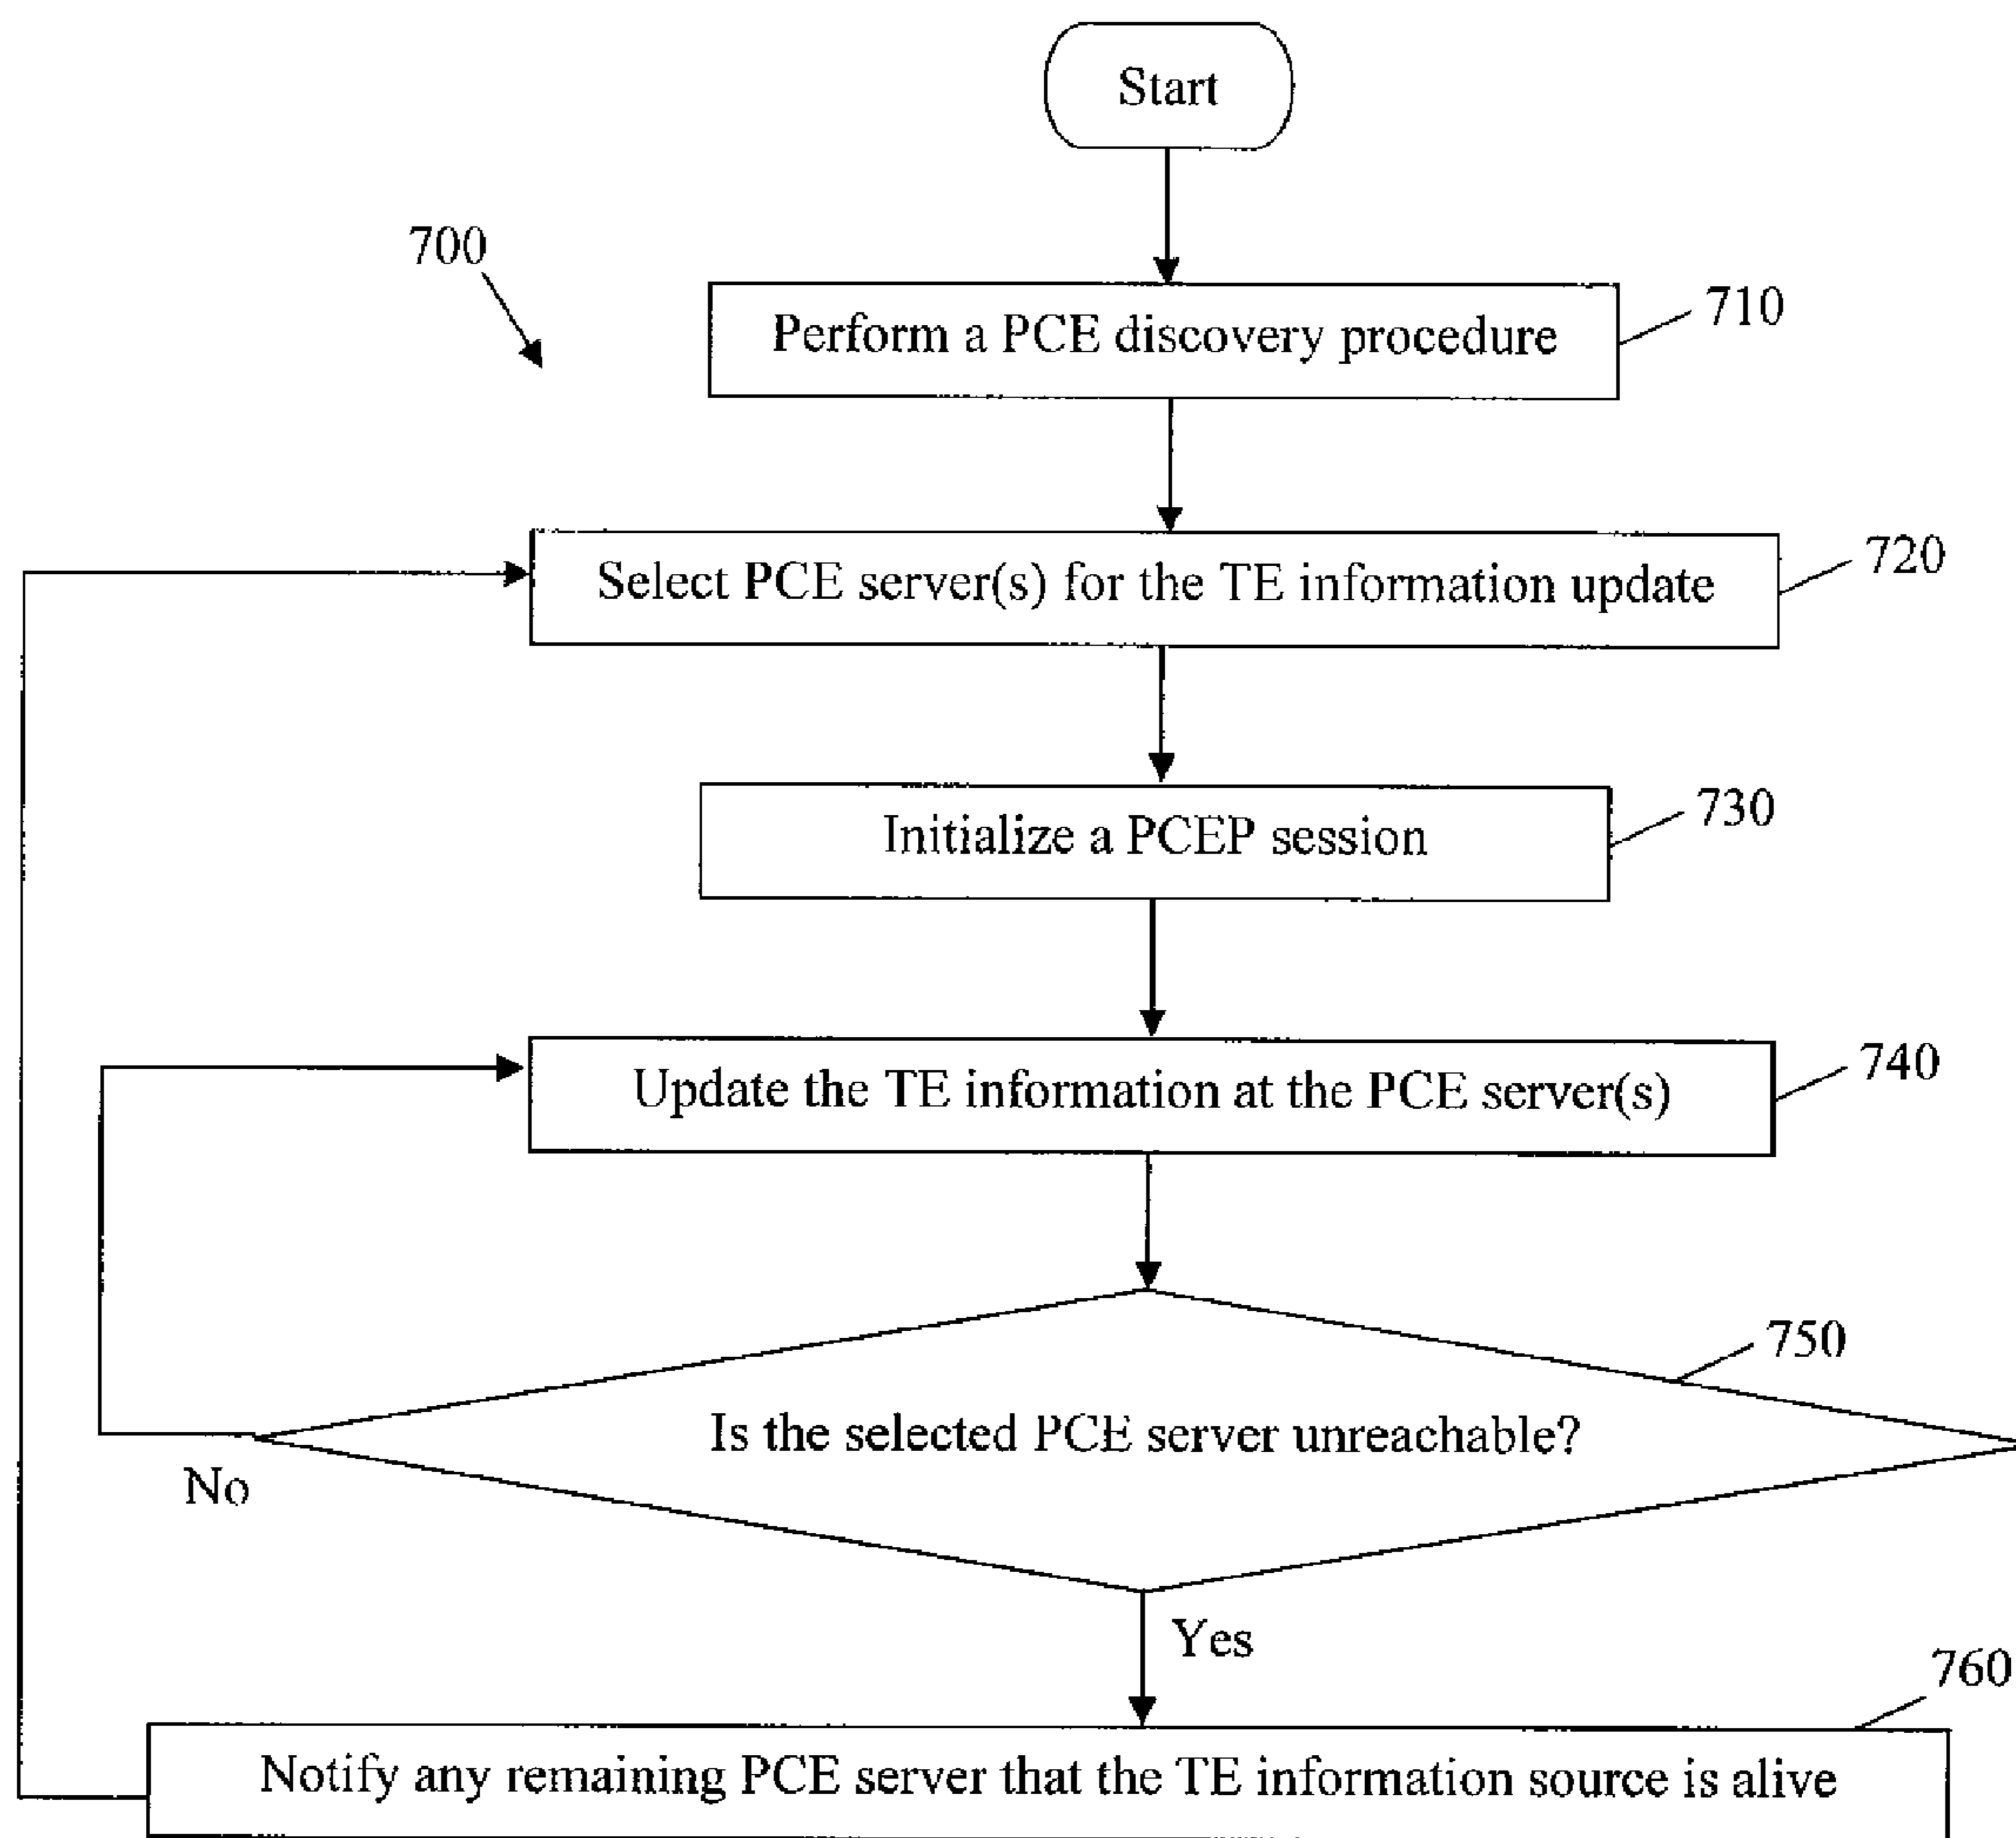 Start
700
Perform a PCE discovery procedure
710
Select PCE server(s) for the TE information update
720
Initialize a PCEP session
730
Update the TE information at the PCE server(s)
740
Is the selected PCE server unreachable?
750
No
Yes
760
Notify any remaining PCE server that the TE information source is alive